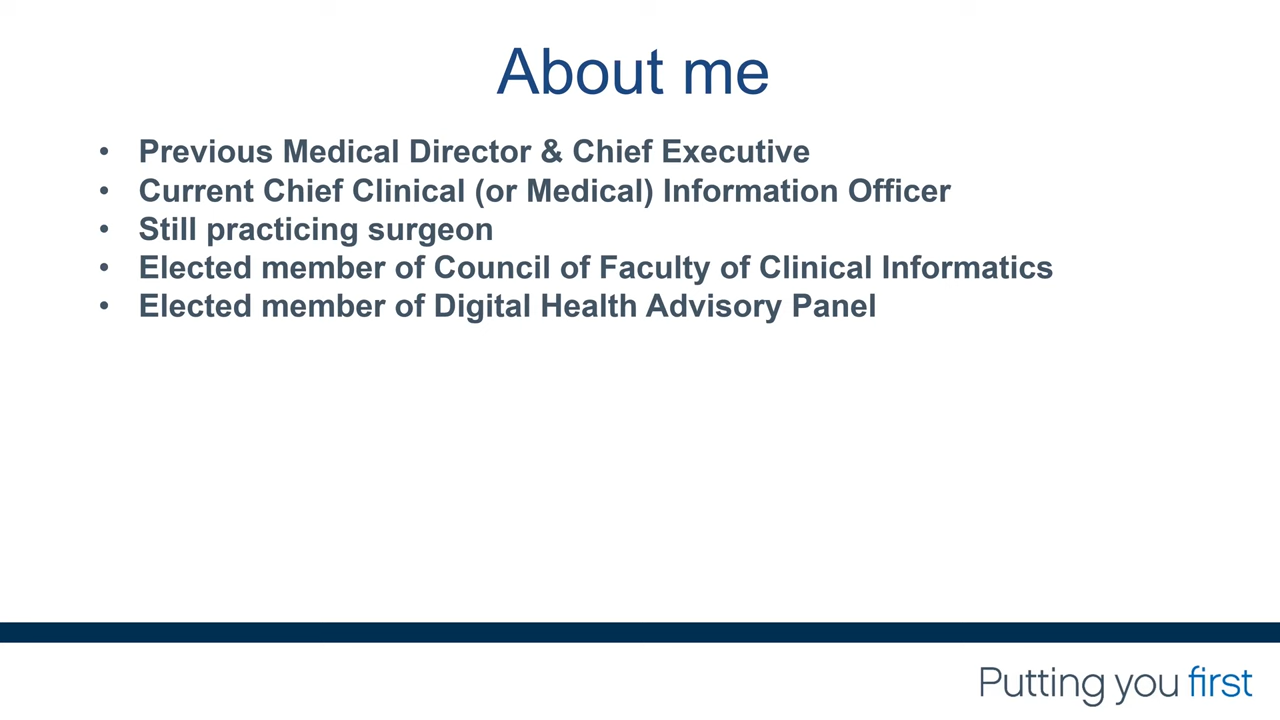 About me
• Previous Medical Director & Chief Executive
• Current Chief Clinical (or Medical) Information Officer
• Still practicing surgeon
• Elected member of Council of Faculty of Clinical Informatics
• Elected member of Digital Health Advisory Panel
Putting you first